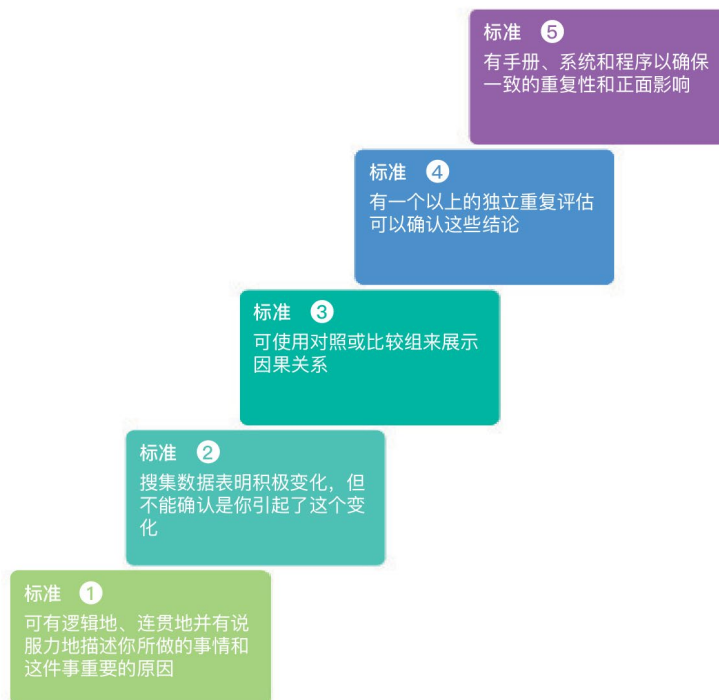 标准 5
有手册、系统和程序以确保
一致的重复性和正面影响
标准 4
有一个以上的独立重复评估
可以确认这些结论
标准 3
可使用对照或比较组来展示
因果关系
标准 2
搜集数据表明积极变化，但
不能确认是你引起了这个变
化
标准 1
可有逻辑地、连贯地并有说
服力地描述你所做的事情和
这件事重要的原因